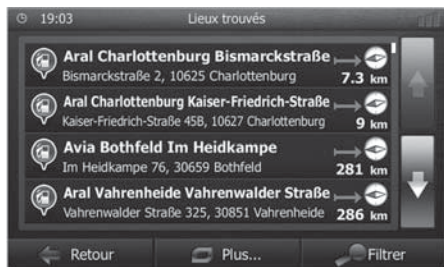 19:03 Lieux trouvés
Aral Charlottenburg Bismarckstraße
Bismarckstraße 2, 10625 Charlottenburg 7.3 km
Aral Charlottenburg Kaiser-Friedrich-Straße
Kaiser-Friedrich-Straße 45B, 10627 Charlottenburg 9 km
Avia Bothfeld Im Heidkampe
Im Heidkampe 76, 30659 Bothfeld 281 km
Aral Vahrenheide Vahrenwalder Straße
Vahrenwalder Straße 325, 30851 Vahrenheide 286 km
Retour Plus... Filtrer